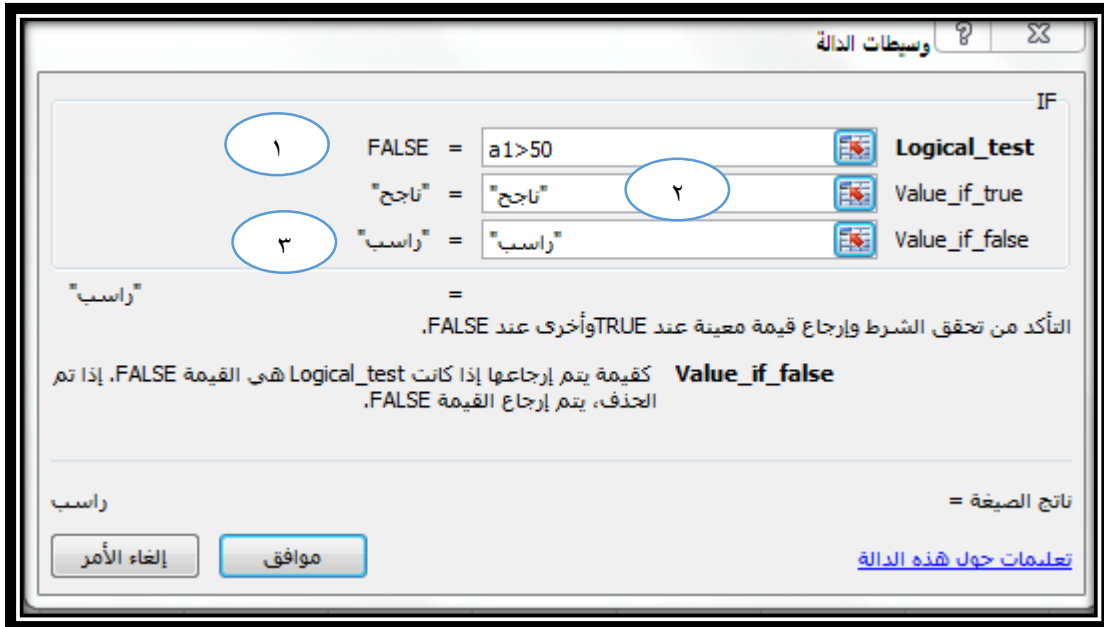 وسيطات الدالة
IF
Logical_test a1>50 = FALSE ١
Value_if_true "ناجح" ٢ = "ناجح"
Value_if_false "راسب" = "راسب" ٣
= "راسب"
التأكد من تحقق الشرط وإرجاع قيمة معينة عند TRUEوأخرى عند FALSE.
Value_if_false كقيمة يتم إرجاعها إذا كانت Logical_test هي القيمة FALSE. إذا تم
الحذف، يتم إرجاع القيمة FALSE.
ناتج الصيغة = راسب
تعليمات حول هذه الدالة موافق إلغاء الأمر